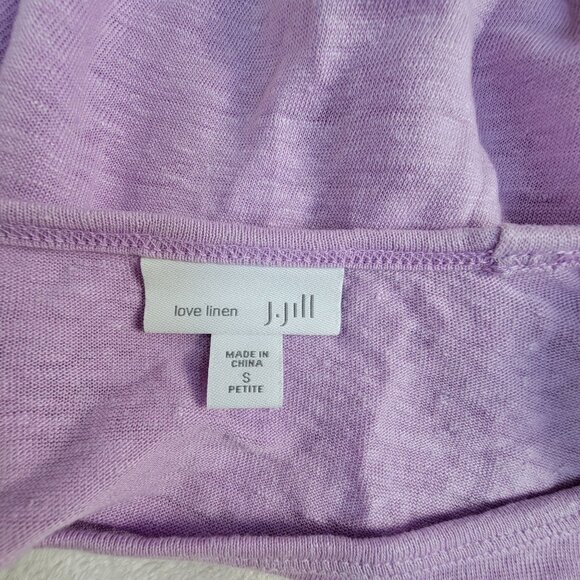 love linen J.Jill
MADE IN
CHINA
S
PETITE